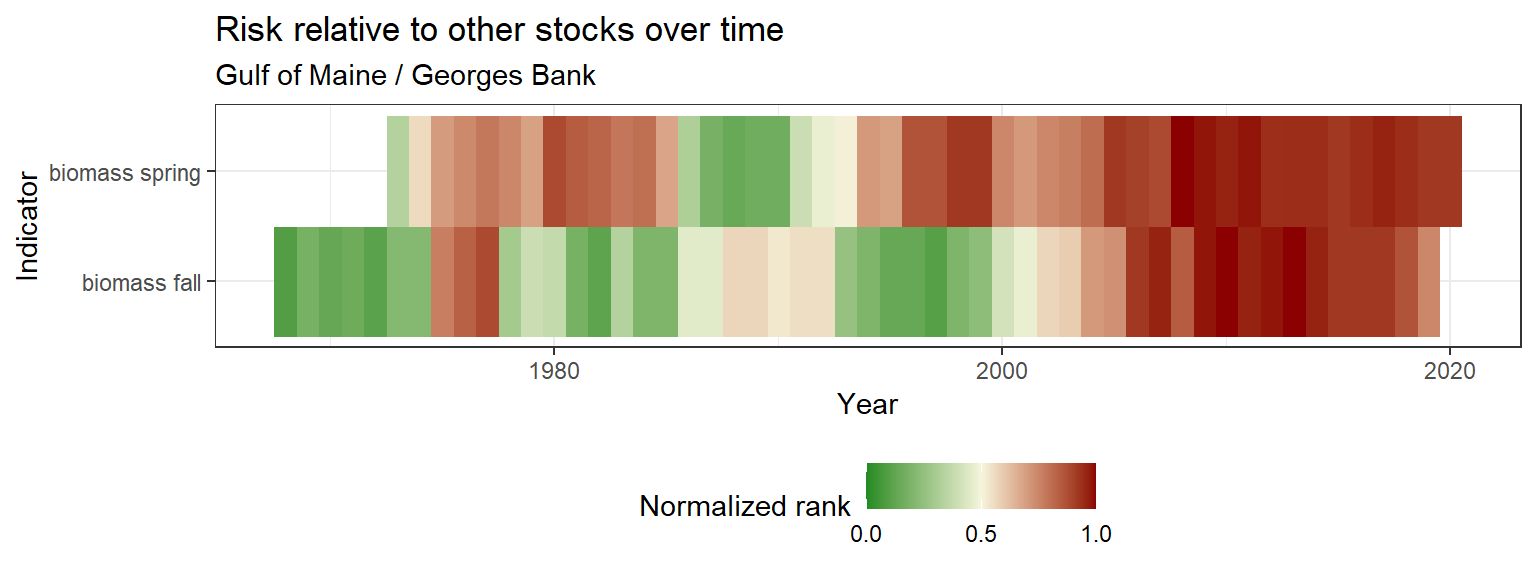 Risk relative to other stocks over time
Gulf of Maine / Georges Bank
Indicator
biomass spring
biomass fall
1980 2000 2020
Year
Normalized rank
0.0 0.5 1.0